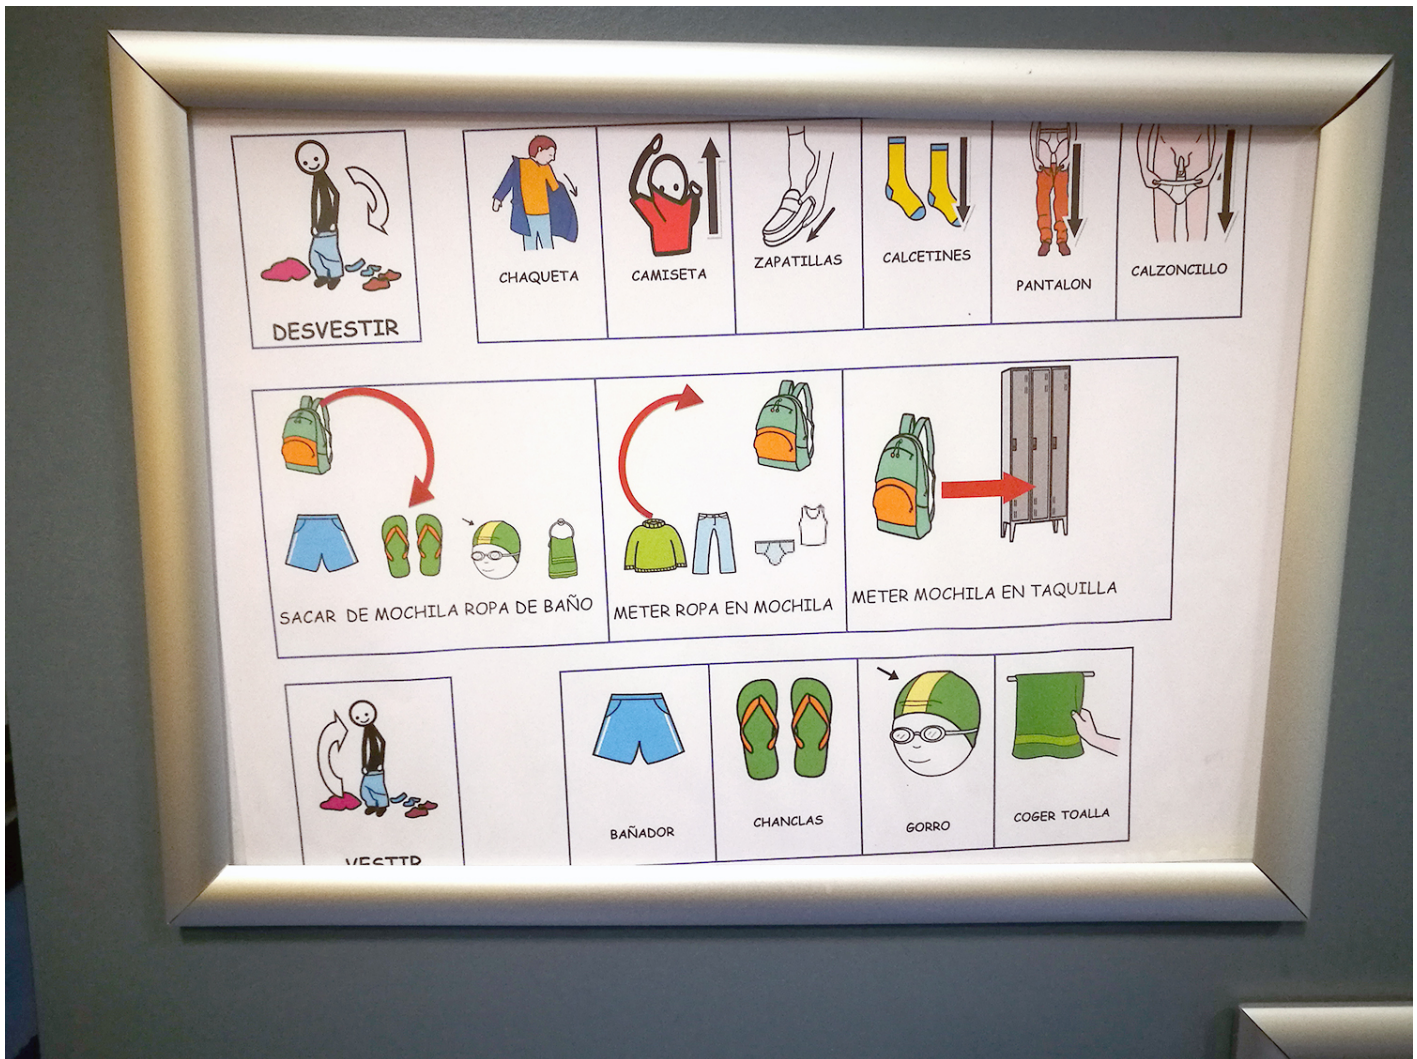 DESVESTIR
CHAQUETA
CAMISETA
ZAPATILLAS
CALCETINES
PANTALON
CALZONCILLO
SACAR DE MOCHILA ROPA DE BAÑO
METER ROPA EN MOCHILA
METER MOCHILA EN TAQUILLA
VESTIR
BAÑADOR
CHANCLAS
GORRO
COGER TOALLA